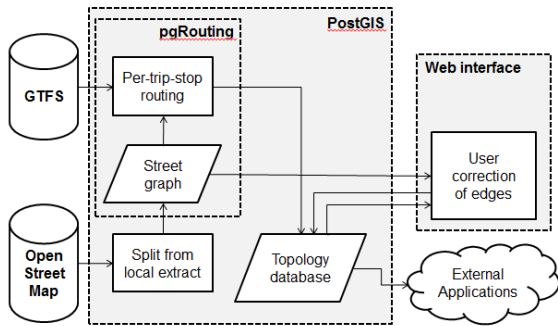 PostGIS
pgRouting
Web interface
GTFS
Per-trip-stop
routing
Street
graph
User
correction
of edges
Open
Street
Map
Split from
local extract
Topology
database
External
Applications